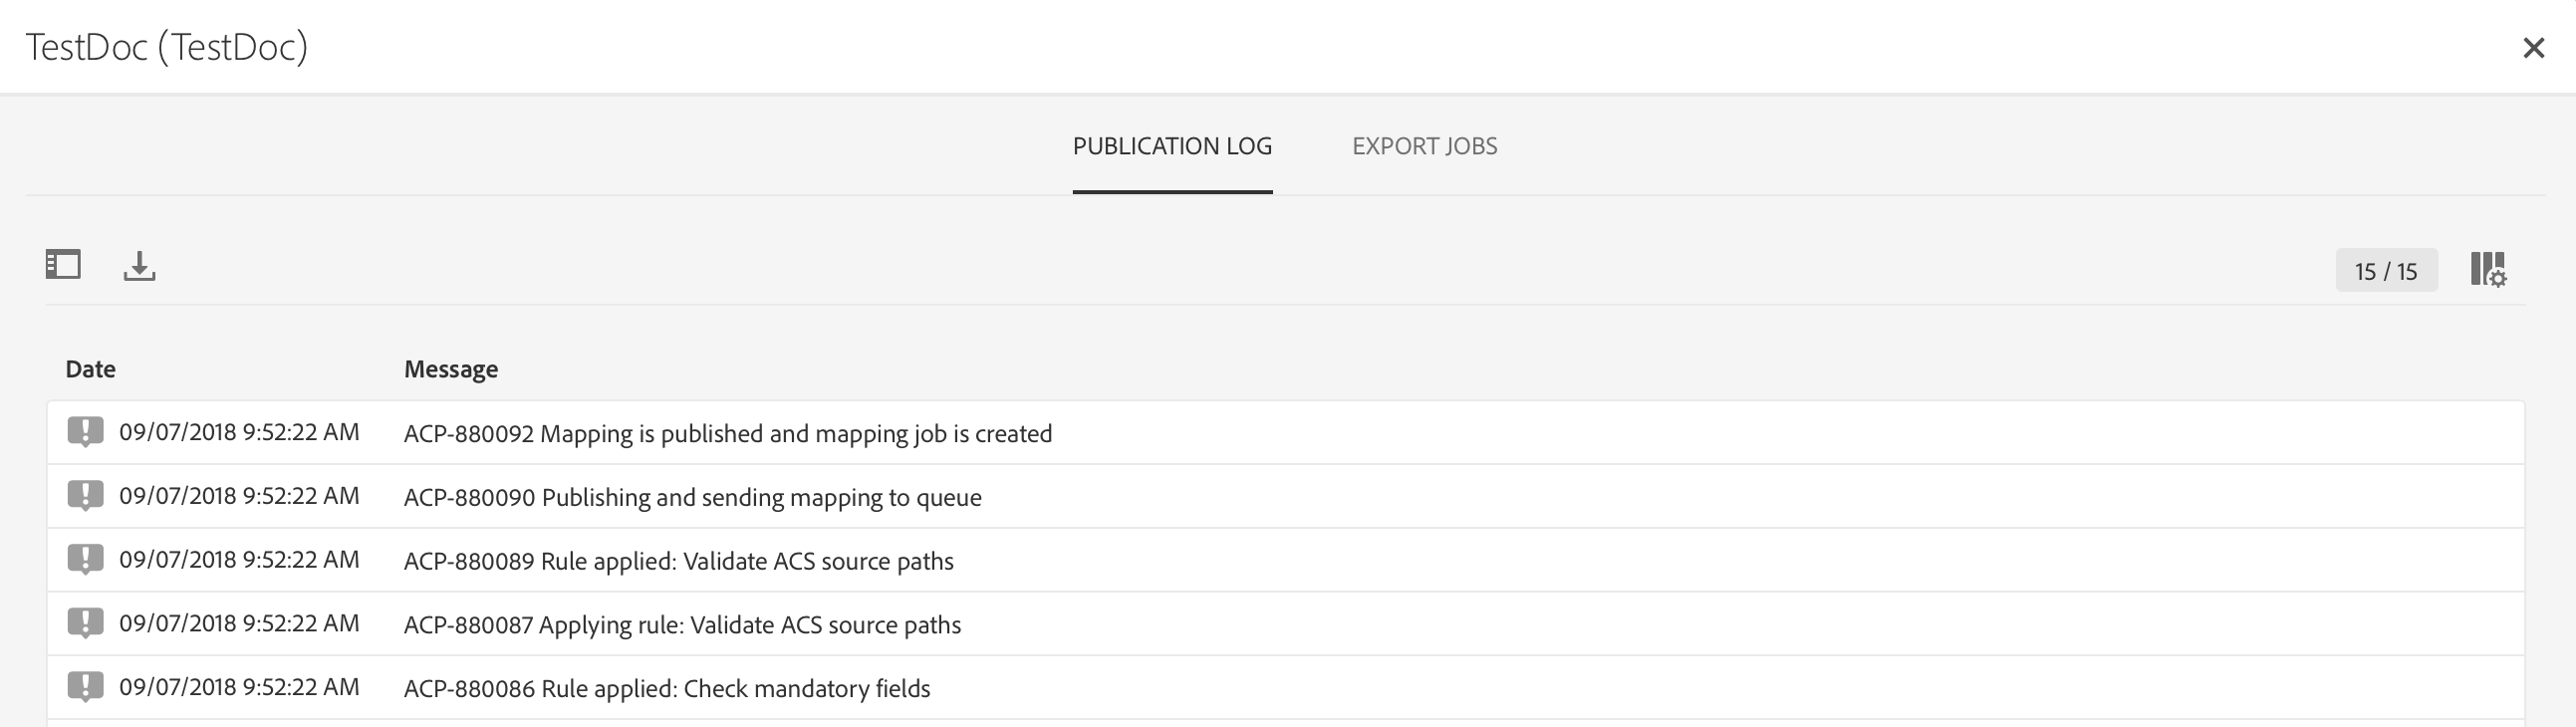 TestDoc (TestDoc)
PUBLICATION LOG EXPORT JOBS
15 / 15
Date Message
09/07/2018 9:52:22 AM ACP-880092 Mapping is published and mapping job is created
09/07/2018 9:52:22 AM ACP-880090 Publishing and sending mapping to queue
09/07/2018 9:52:22 AM ACP-880089 Rule applied: Validate ACS source paths
09/07/2018 9:52:22 AM ACP-880087 Applying rule: Validate ACS source paths
09/07/2018 9:52:22 AM ACP-880086 Rule applied: Check mandatory fields